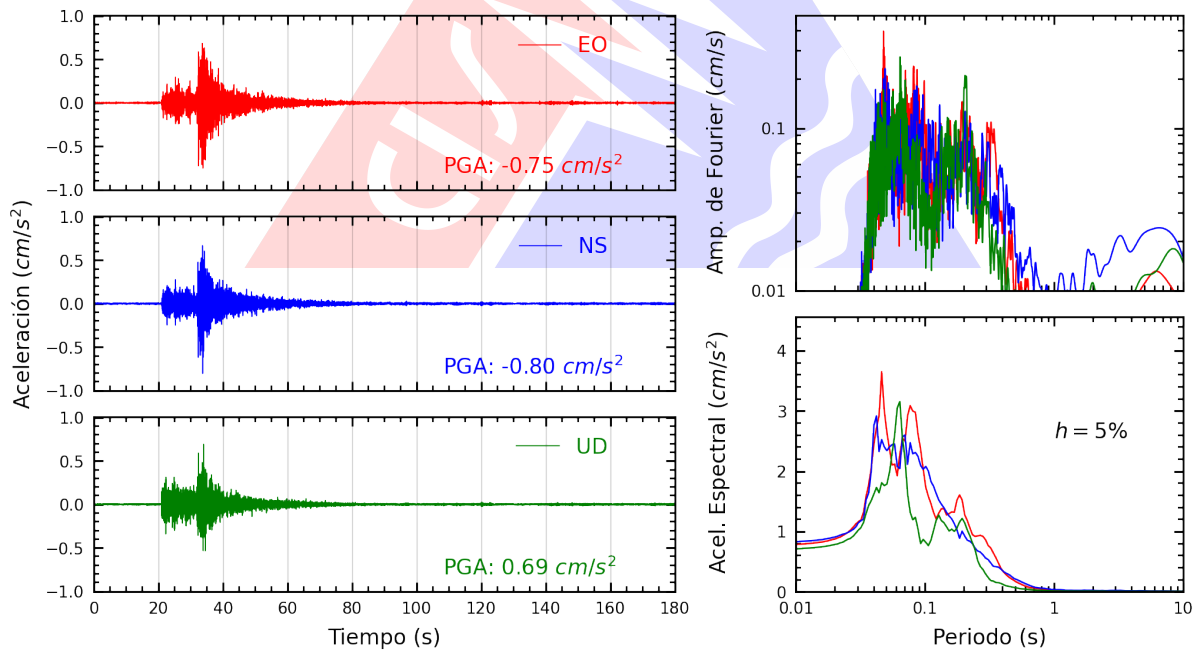 Aceleración (cm/s²)
1.0
0.5
0.0
−0.5
−1.0
EO
PGA: -0.75 cm/s²
1.0
0.5
0.0
−0.5
−1.0
NS
PGA: -0.80 cm/s²
1.0
0.5
0.0
−0.5
−1.0
UD
PGA: 0.69 cm/s²
0 20 40 60 80 100 120 140 160 180
Tiempo (s)
Amp. de Fourier (cm/s)
0.1
0.01
Acel. Espectral (cm/s²)
4
3
2
1
0
h = 5%
0.01 0.1 1 10
Periodo (s)